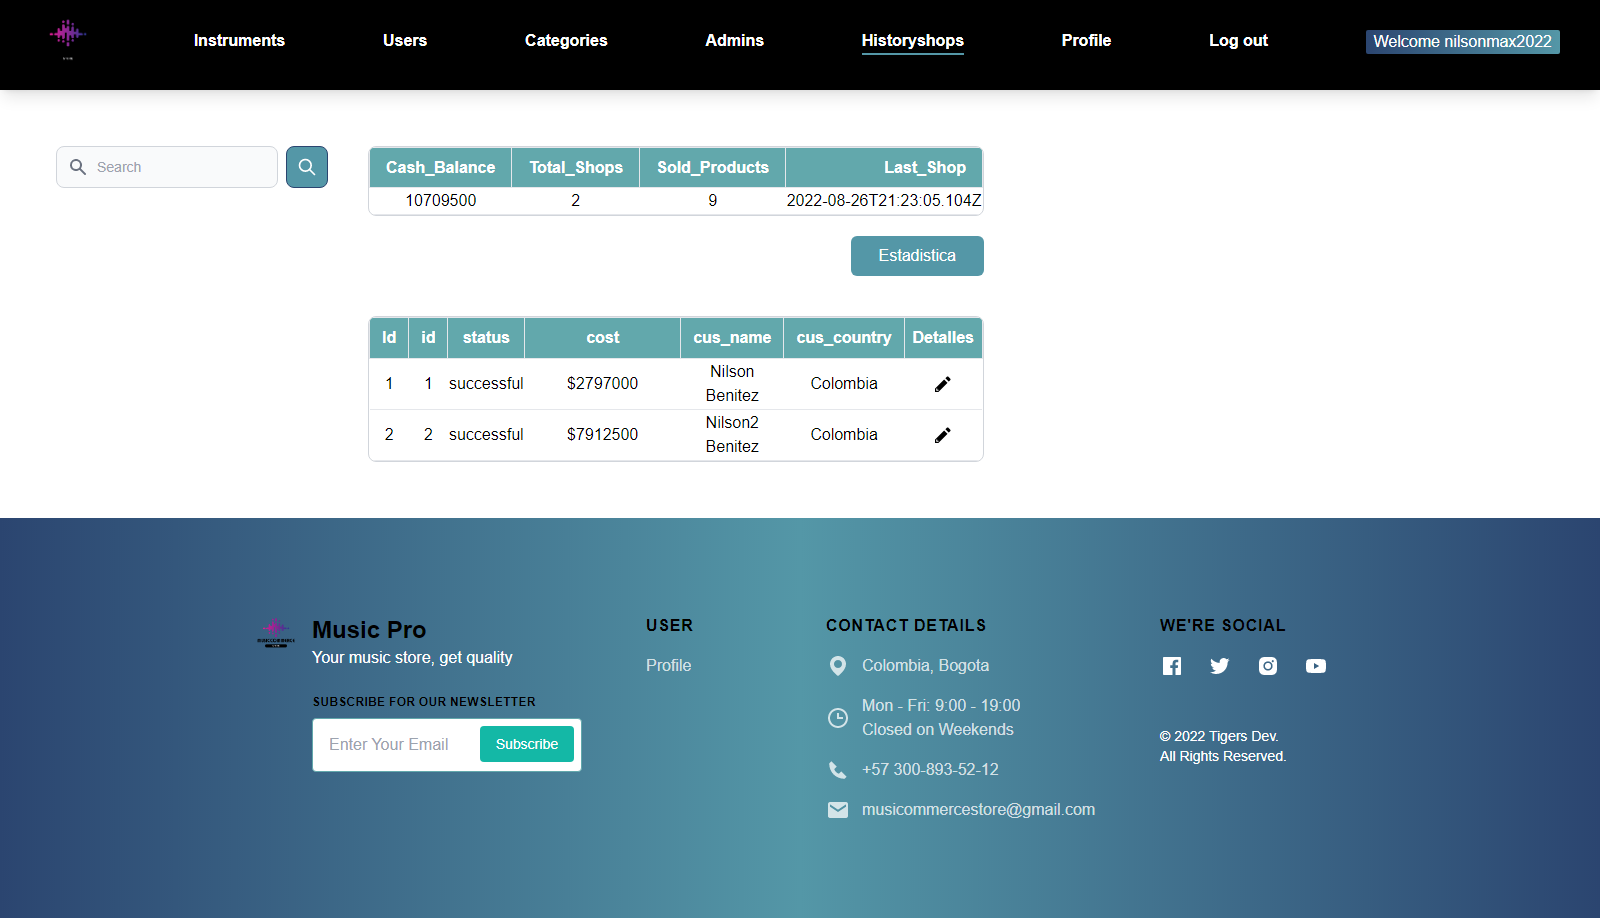 Instruments Users Categories Admins Historyshops Profile Log out Welcome nilsonmax2022
Search
Cash_Balance Total_Shops Sold_Products Last_Shop
10709500 2 9 2022-08-26T21:23:05.104Z
Estadistica
Id id status cost cus_name cus_country Detalles
1 1 successful $2797000 Nilson Benitez Colombia
2 2 successful $7912500 Nilson2 Benitez Colombia
Music Pro
Your music store, get quality
SUBSCRIBE FOR OUR NEWSLETTER
Enter Your Email Subscribe
USER
Profile
CONTACT DETAILS
Colombia, Bogota
Mon - Fri: 9:00 - 19:00
Closed on Weekends
+57 300-893-52-12
musicommercestore@gmail.com
WE'RE SOCIAL
© 2022 Tigers Dev.
All Rights Reserved.